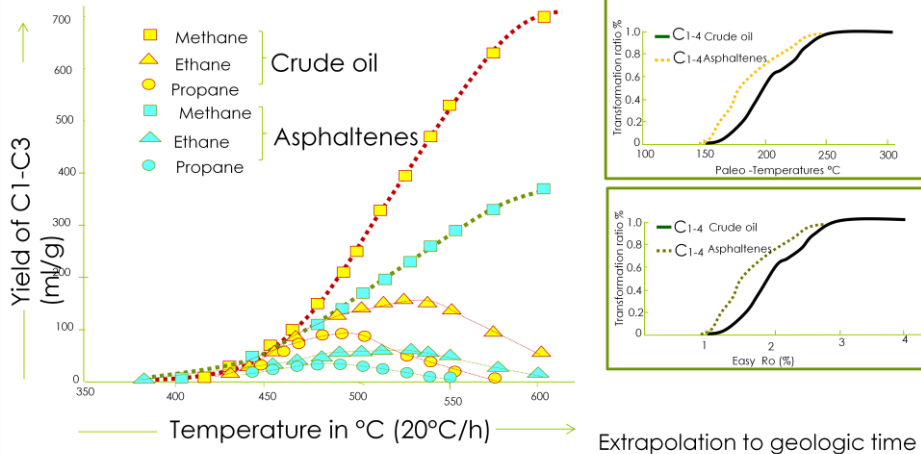 700
600
500
400
300
200
100
0
350
400
450
500
550
600
Yield of C1-C3
(ml/g)
Temperature in °C (20°C/h)
Methane
Ethane
Propane
Crude oil
Methane
Ethane
Propane
Asphaltenes
Transformation ratio %
1.0
0.8
0.6
0.4
0.2
0
C1-4 Crude oil
C1-4 Asphaltenes
100
150
200
250
300
Paleo -Temperatures °C
Transformation ratio %
1.0
0.8
0.6
0.4
0.2
0
C1-4 Crude oil
C1-4 Asphaltenes
1
2
3
4
Easy Ro (%)
Extrapolation to geologic time